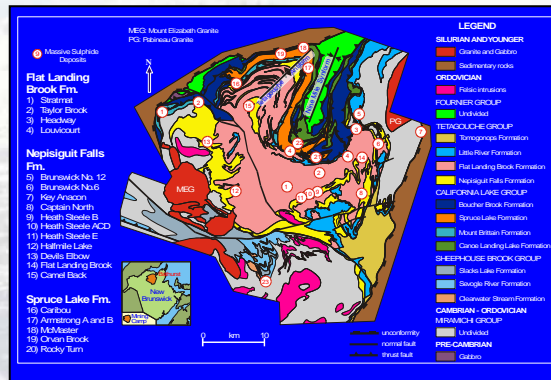 MEG: Mount Elizabeth Granite
PG: Pabineau Granite
9 Massive Sulphide
Deposits
N
Flat Landing
Brook Fm.
1) Stratmat
2) Taylor Brook
3) Headway
4) Louvicourt
Nepisiguit Falls
Fm.
5) Brunswick No. 12
6) Brunswick No.6
7) Key Anacon
8) Captain North
9) Heath Steele B
10) Heath Steele ACD
11) Heath Steele E
12) Halfmile Lake
13) Devils Elbow
14) Flat Landing Brook
15) Camel Back
Spruce Lake Fm.
16) Caribou
17) Armstrong A and B
18) McMaster
19) Orvan Brook
20) Rocky Turn
MEG
PG
Bathurst
New
Brunswick
Mining
Camp
0 10
km
unconformity
normal fault
thrust fault
LEGEND
SILURIAN AND YOUNGER
Granite and Gabbro
Sedimentary rocks
ORDOVICIAN
Felsic intrusions
FOURNIER GROUP
Undivided
TETAGOUCHE GROUP
Tomogonops Formation
Little River Formation
Flat Landing Brook Formation
Nepisiguit Falls Formation
CALIFORNIA LAKE GROUP
Boucher Brook Formation
Spruce Lake Formation
Mount Brittain Formation
Canoe Landing Lake Formation
SHEEPHOUSE BROOK GROUP
Slacks Lake Formation
Sevogle River Formation
Clearwater Stream Formation
CAMBRIAN - ORDOVICIAN
MIRAMICHI GROUP
Undivided
PRE-CAMBRIAN
Gabbro